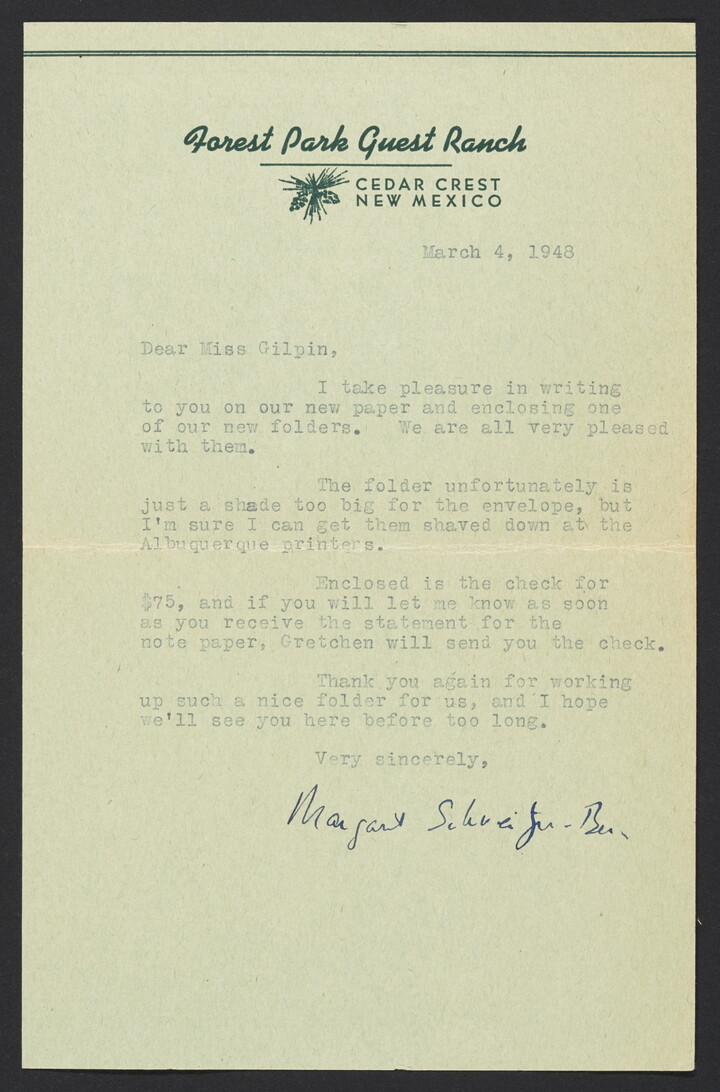 Forest Park Guest Ranch
CEDAR CREST
NEW MEXICO
March 4, 1948
Dear Miss Gilpin,
I take pleasure in writing
to you on our new paper and enclosing one
of our new folders. We are all very pleased
with them.
The folder unfortunately is
just a shade too big for the envelope, but
I'm sure I can get them shaved down at the
Albuquerque printers.
Enclosed is the check for
$75, and if you will let me know as soon
as you receive the statement for the
note paper, Gretchen will send you the check.
Thank you again for working
up such a nice folder for us, and I hope
we'll see you here before too long.
Very sincerely,